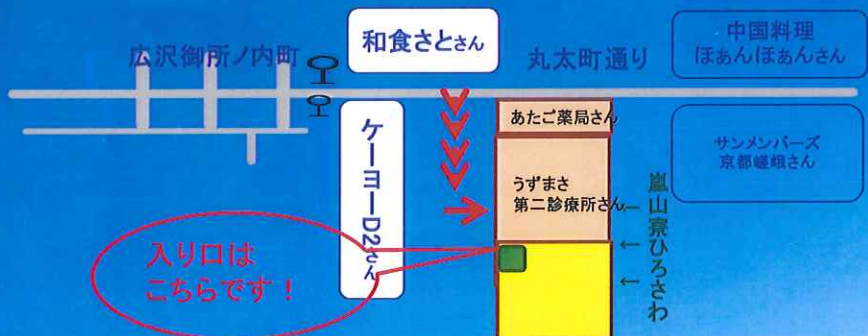 広沢御所ノ内町
和食さとさん
丸太町通り
中国料理
ほぁんほぁんさん
あたご薬局さん
サンメンバーズ
京都嵯峨さん
ケーヨーD2さん
うずまさ
第二診療所さん
嵐山寮ひろさわ
入り口は
こちらです！